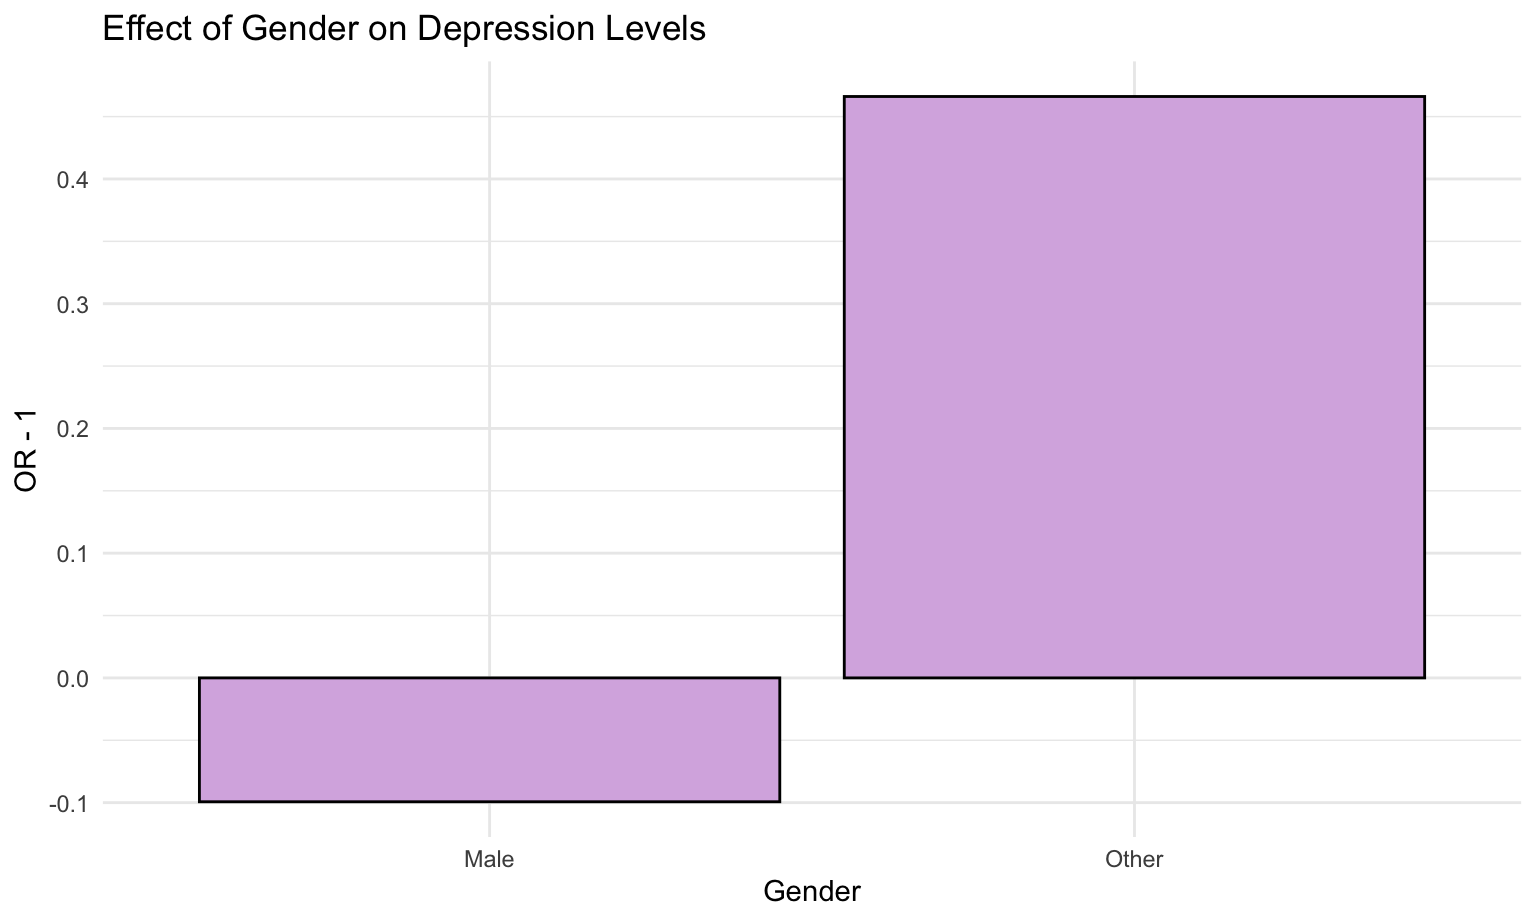 Effect of Gender on Depression Levels
OR - 1
0.4
0.3
0.2
0.1
0.0
-0.1
Male Other
Gender